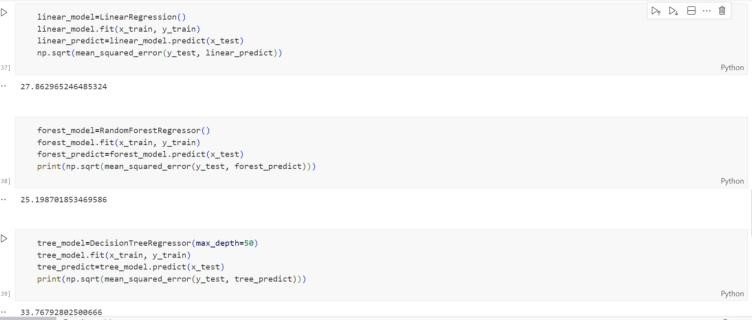 linear_model=LinearRegression()
linear_model.fit(x_train, y_train)
linear_predict=linear_model.predict(x_test)
np.sqrt(mean_squared_error(y_test, linear_predict))
37]
Python
27.862965246485324
forest_model=RandomForestRegressor()
forest_model.fit(x_train, y_train)
forest_predict=forest_model.predict(x_test)
print(np.sqrt(mean_squared_error(y_test, forest_predict)))
38]
Python
25.198701853469586
tree_model=DecisionTreeRegressor(max_depth=50)
tree_model.fit(x_train, y_train)
tree_predict=tree_model.predict(x_test)
print(np.sqrt(mean_squared_error(y_test, tree_predict)))
39]
Python
33.76792802500666